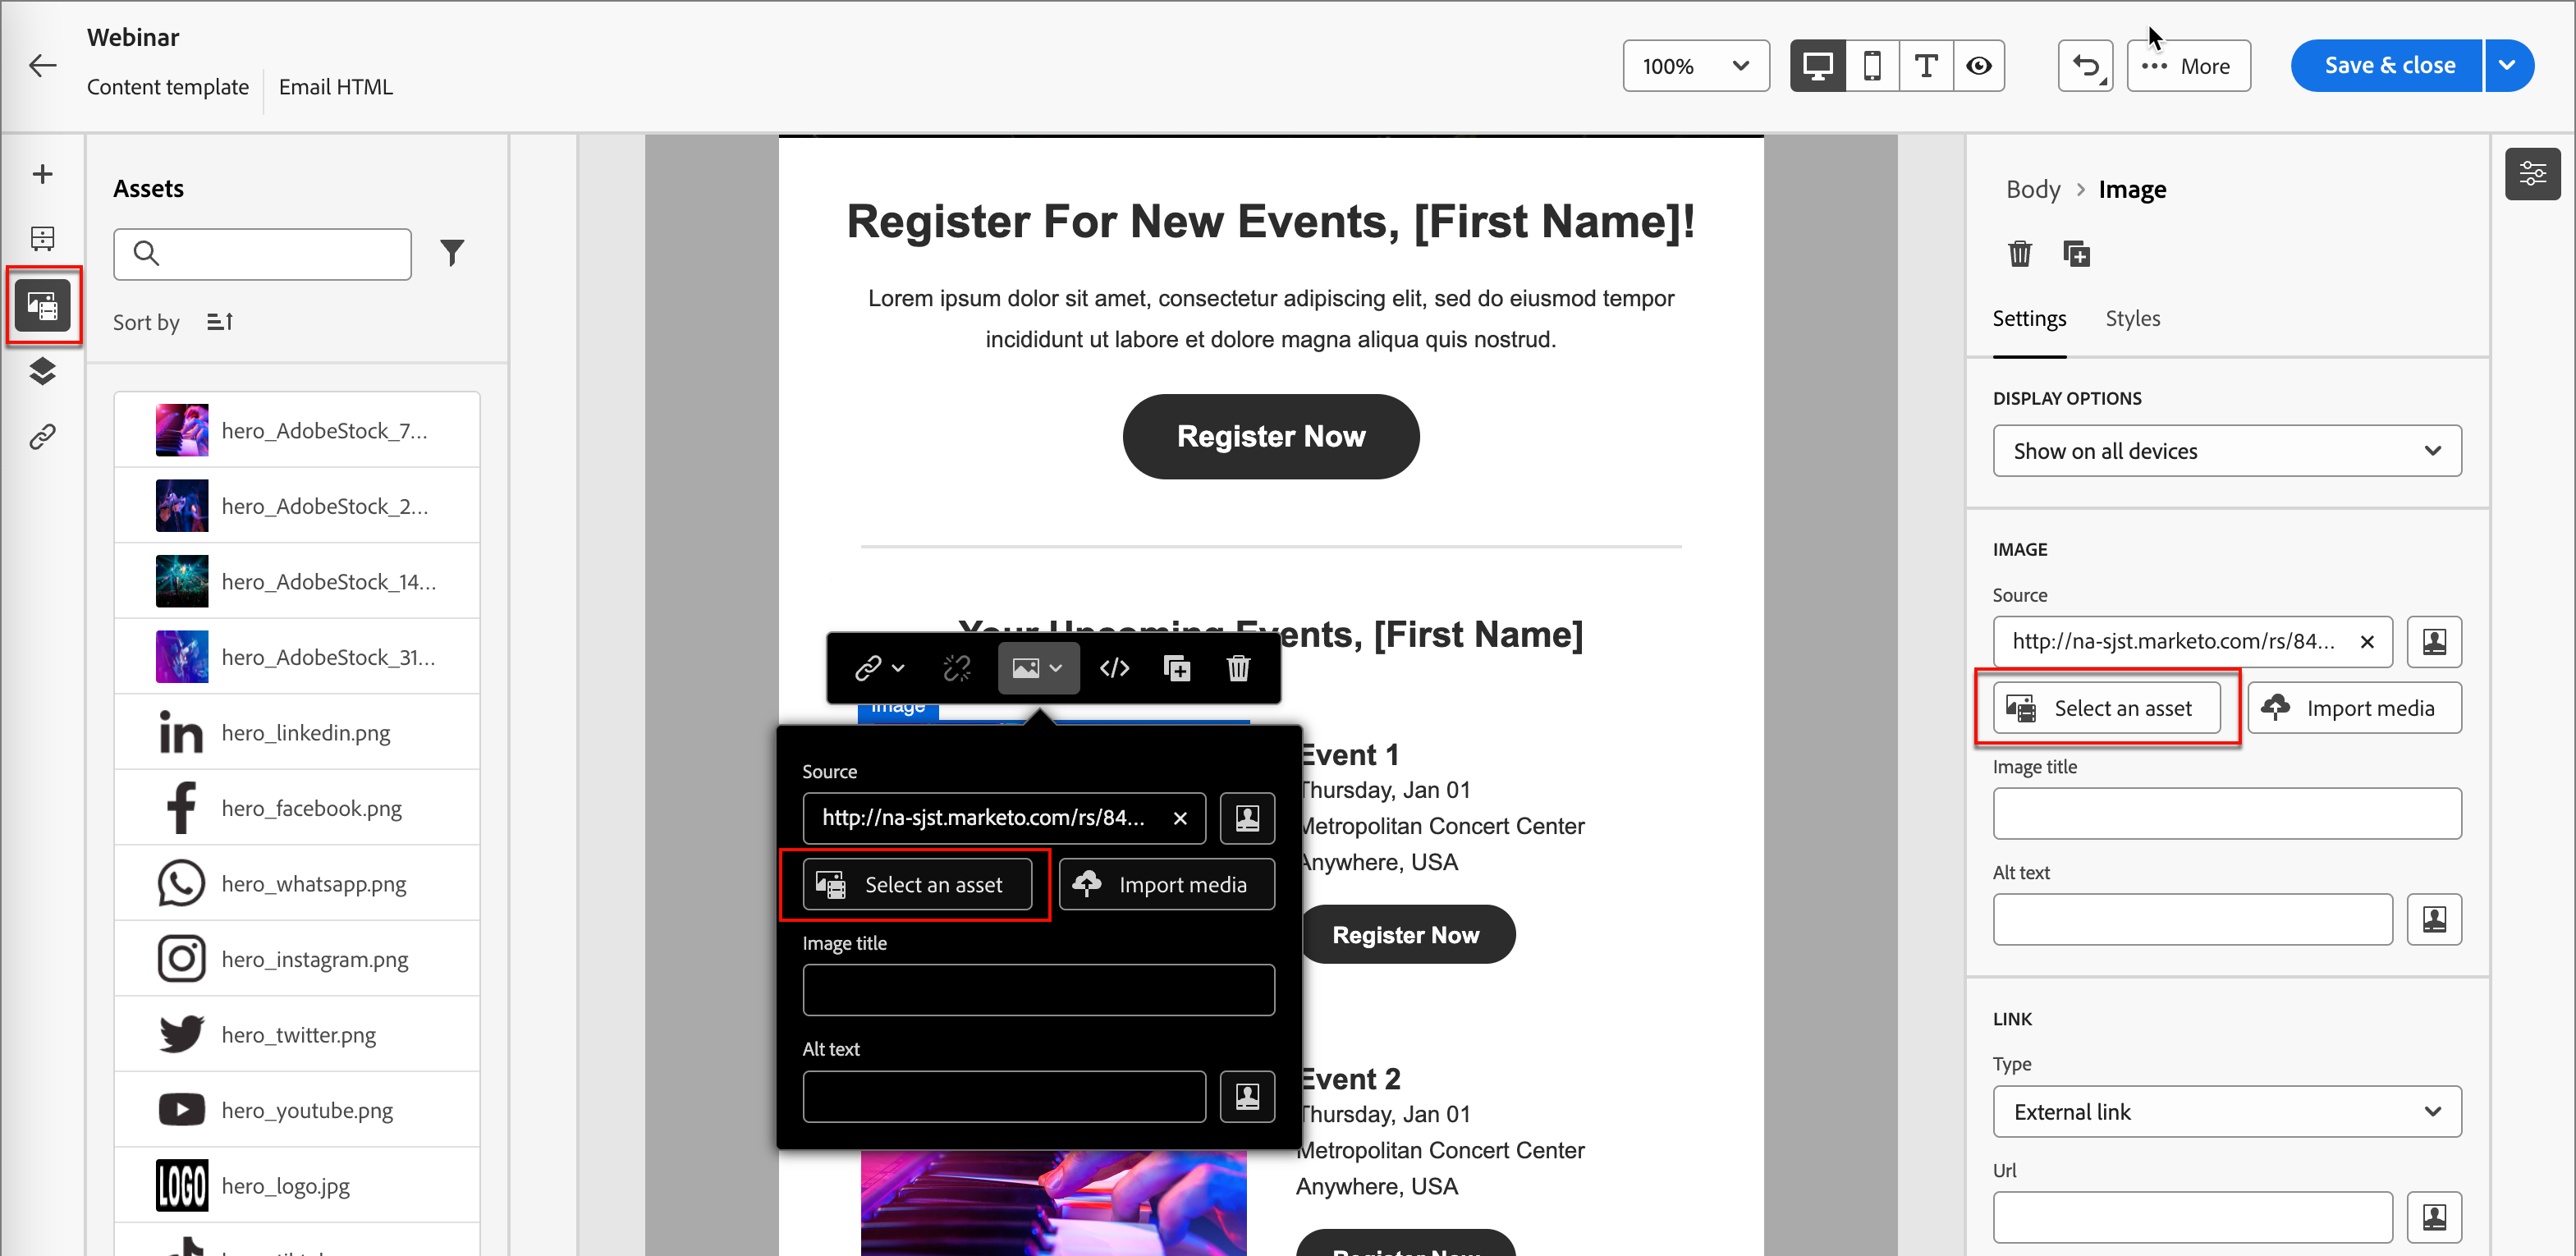 Webinar
Content template
Email HTML
100%
More
Save & close
Assets
Sort by
hero_AdobeStock_7...
hero_AdobeStock_2...
hero_AdobeStock_14...
hero_AdobeStock_31...
hero_linkedin.png
hero_facebook.png
hero_whatsapp.png
hero_instagram.png
hero_twitter.png
hero_youtube.png
LOGO
hero_logo.jpg
Register For New Events, [First Name]!
Lorem ipsum dolor sit amet, consectetur adipiscing elit, sed do eiusmod tempor
incididunt ut labore et dolore magna aliqua quis nostrud.
Register Now
Your Upcoming Events, [First Name]
Image
Source
http://na-sjst.marketo.com/rs/84...
Select an asset
Import media
Image title
Alt text
Event 1
Thursday, Jan 01
Metropolitan Concert Center
Anywhere, USA
Register Now
Event 2
Thursday, Jan 01
Metropolitan Concert Center
Anywhere, USA
Register Now
Body > Image
Settings
Styles
DISPLAY OPTIONS
Show on all devices
IMAGE
Source
http://na-sjst.marketo.com/rs/84...
Select an asset
Import media
Image title
Alt text
LINK
Type
External link
Url